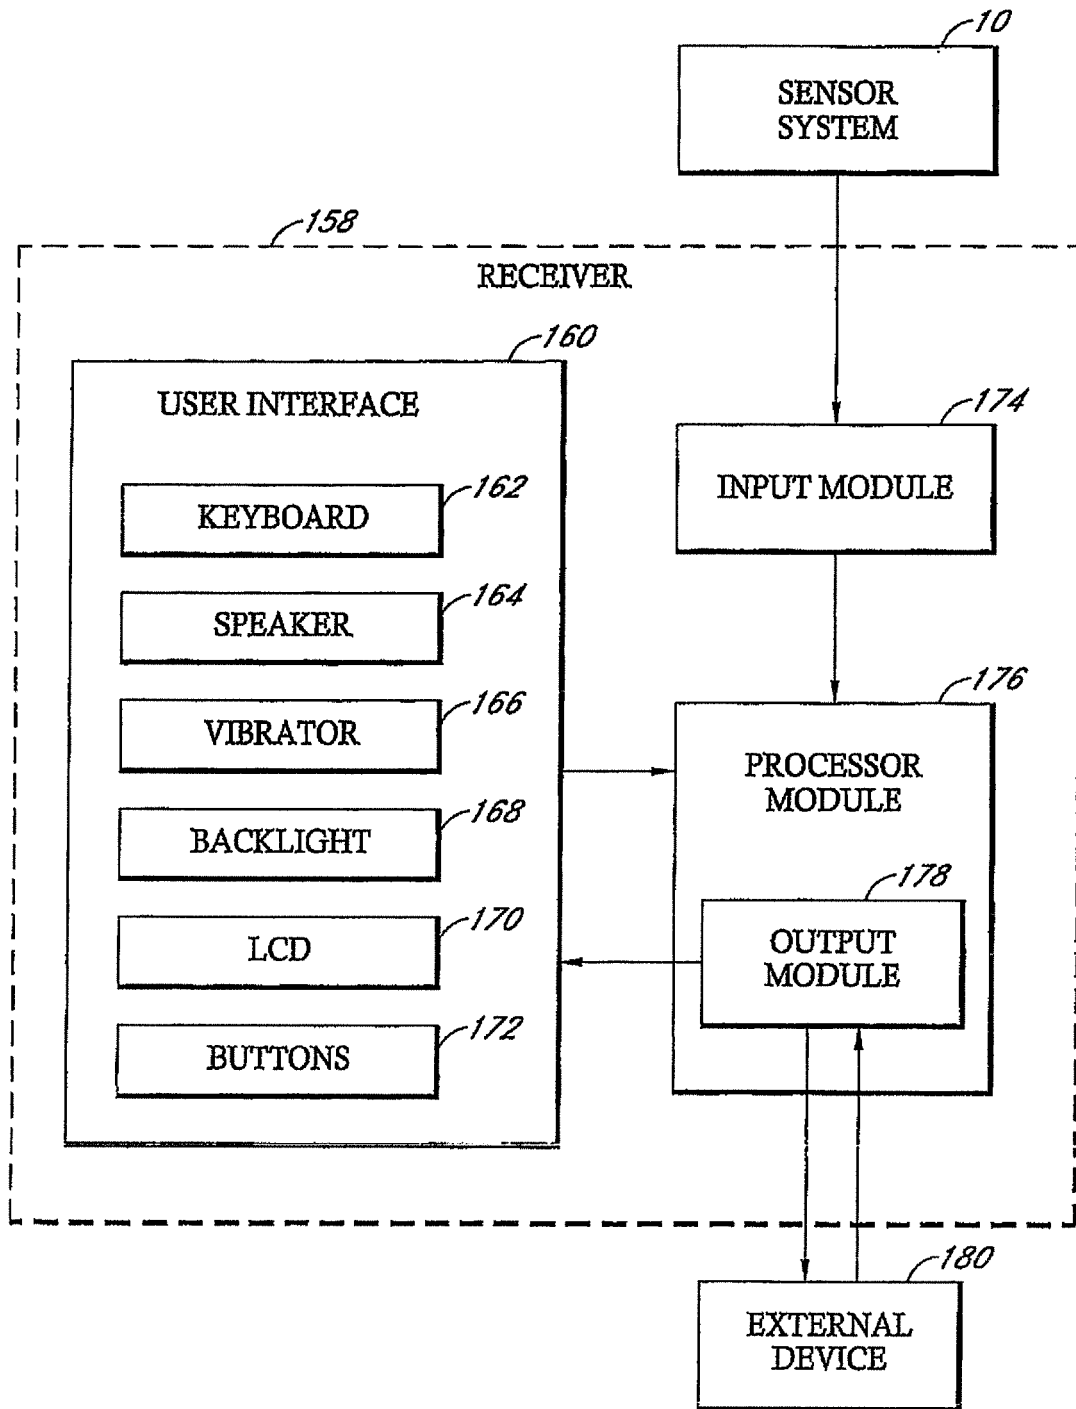 10
SENSOR
SYSTEM
158
RECEIVER
160
USER INTERFACE
174
INPUT MODULE
162
KEYBOARD
164
SPEAKER
166
VIBRATOR
168
BACKLIGHT
170
LCD
172
BUTTONS
176
PROCESSOR
MODULE
178
OUTPUT
MODULE
180
EXTERNAL
DEVICE